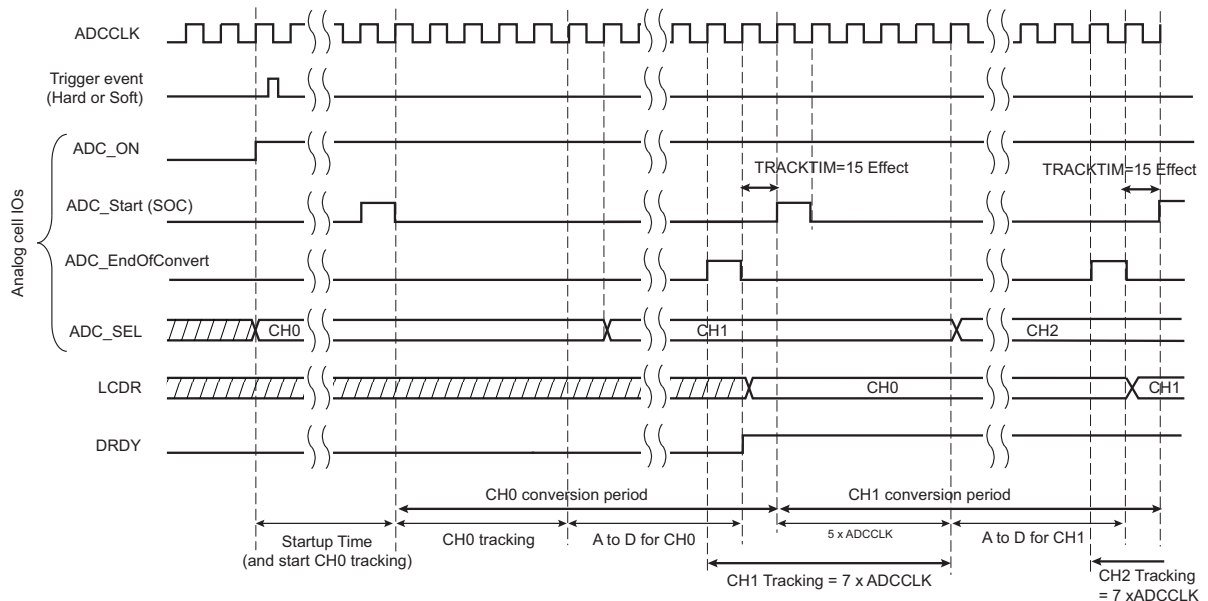 ADCCLK
Trigger event
(Hard or Soft)
Analog cell IOs
ADC_ON
TRACKTIM=15 Effect
TRACKTIM=15 Effect
ADC_Start (SOC)
ADC_EndOfConvert
ADC_SEL
CH0
CH1
CH2
LCDR
CH0
CH1
DRDY
CH0 conversion period
CH1 conversion period
Startup Time
(and start CH0 tracking)
CH0 tracking
A to D for CH0
5 x ADCCLK
A to D for CH1
CH1 Tracking = 7 x ADCCLK
CH2 Tracking
= 7 xADCCLK